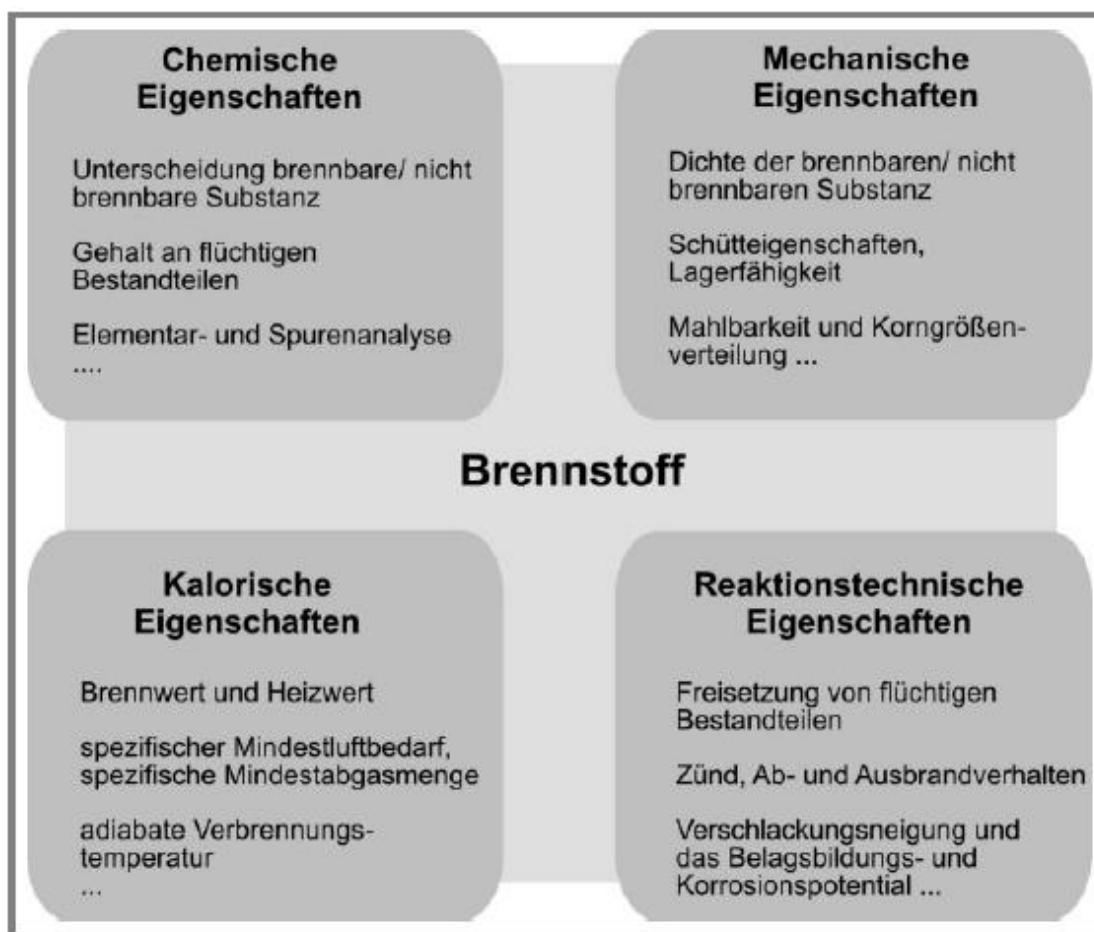 Chemische
Eigenschaften
Unterscheidung brennbare/ nicht
brennbare Substanz
Gehalt an flüchtigen
Bestandteilen
Elementar- und Spurenanalyse
....
Mechanische
Eigenschaften
Dichte der brennbaren/ nicht
brennbaren Substanz
Schütteigenschaften,
Lagerfähigkeit
Mahlbarkeit und Korngrößen-
verteilung ...
Brennstoff
Kalorische
Eigenschaften
Brennwert und Heizwert
spezifischer Mindestluftbedarf,
spezifische Mindestabgasmenge
adiabate Verbrennungs-
temperatur
...
Reaktionstechnische
Eigenschaften
Freisetzung von flüchtigen
Bestandteilen
Zünd, Ab- und Ausbrandverhalten
Verschlackungsneigung und
das Belagsbildungs- und
Korrosionspotential ...